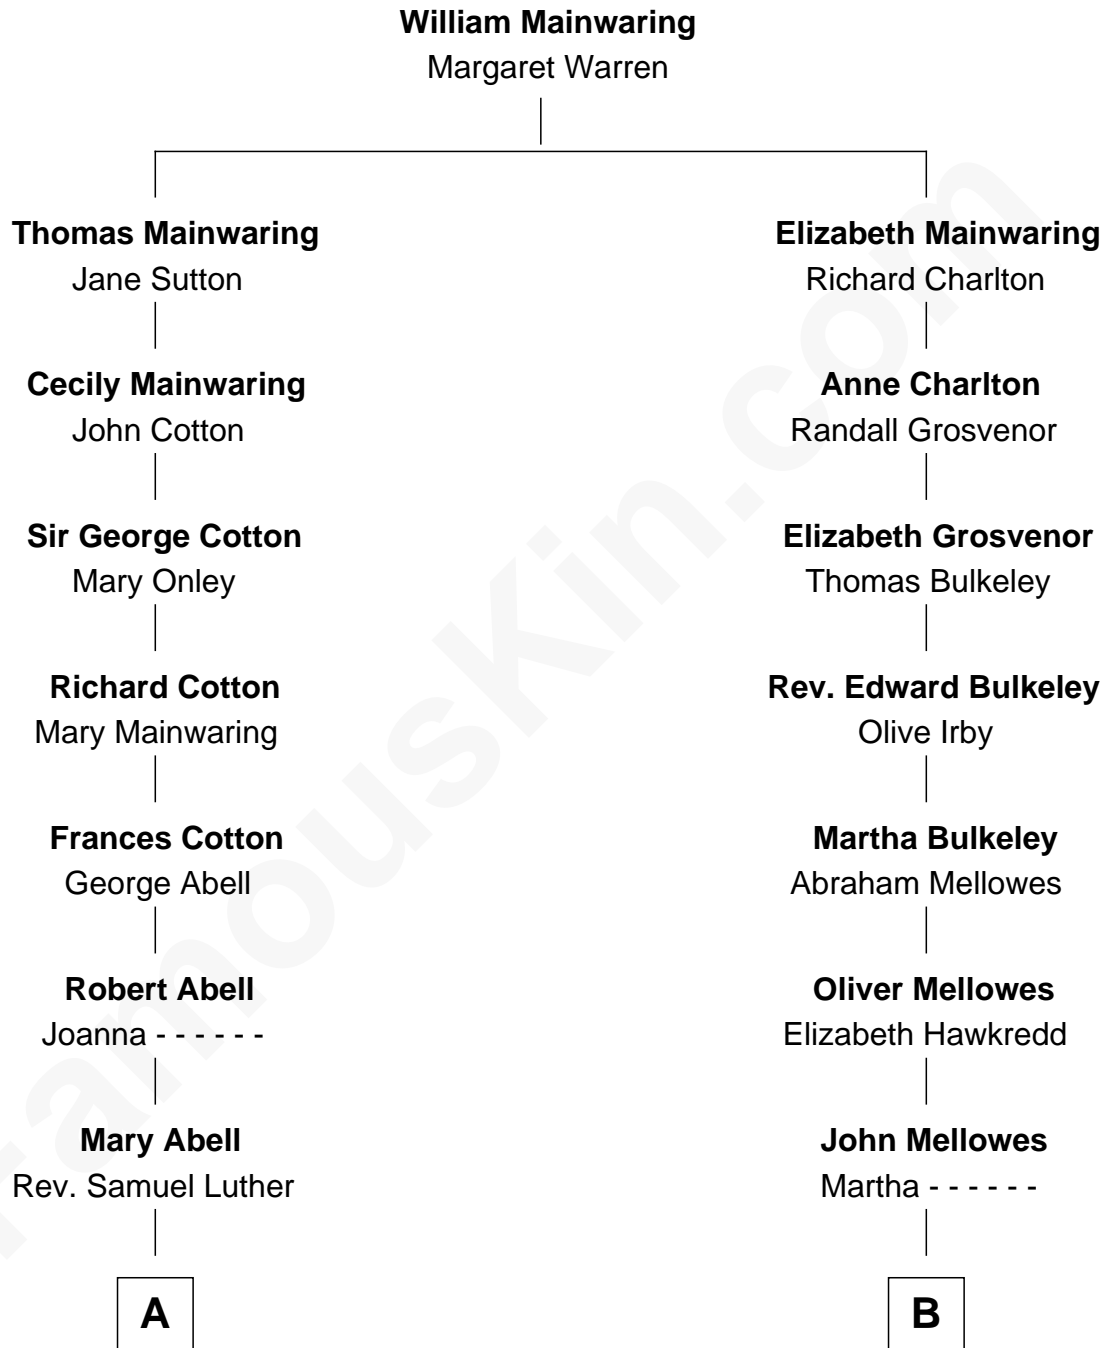 William Mainwaring
Margaret Warren
Thomas Mainwaring
Jane Sutton
Elizabeth Mainwaring
Richard Charlton
Cecily Mainwaring
John Cotton
Anne Charlton
Randall Grosvenor
Sir George Cotton
Mary Onley
Elizabeth Grosvenor
Thomas Bulkeley
Richard Cotton
Mary Mainwaring
Rev. Edward Bulkeley
Olive Irby
Frances Cotton
George Abell
Martha Bulkeley
Abraham Mellowes
Robert Abell
Joanna - - - - - -
Oliver Mellowes
Elizabeth Hawkredd
Mary Abell
Rev. Samuel Luther
John Mellowes
Martha - - - - - -
A
B
FamousKin.com